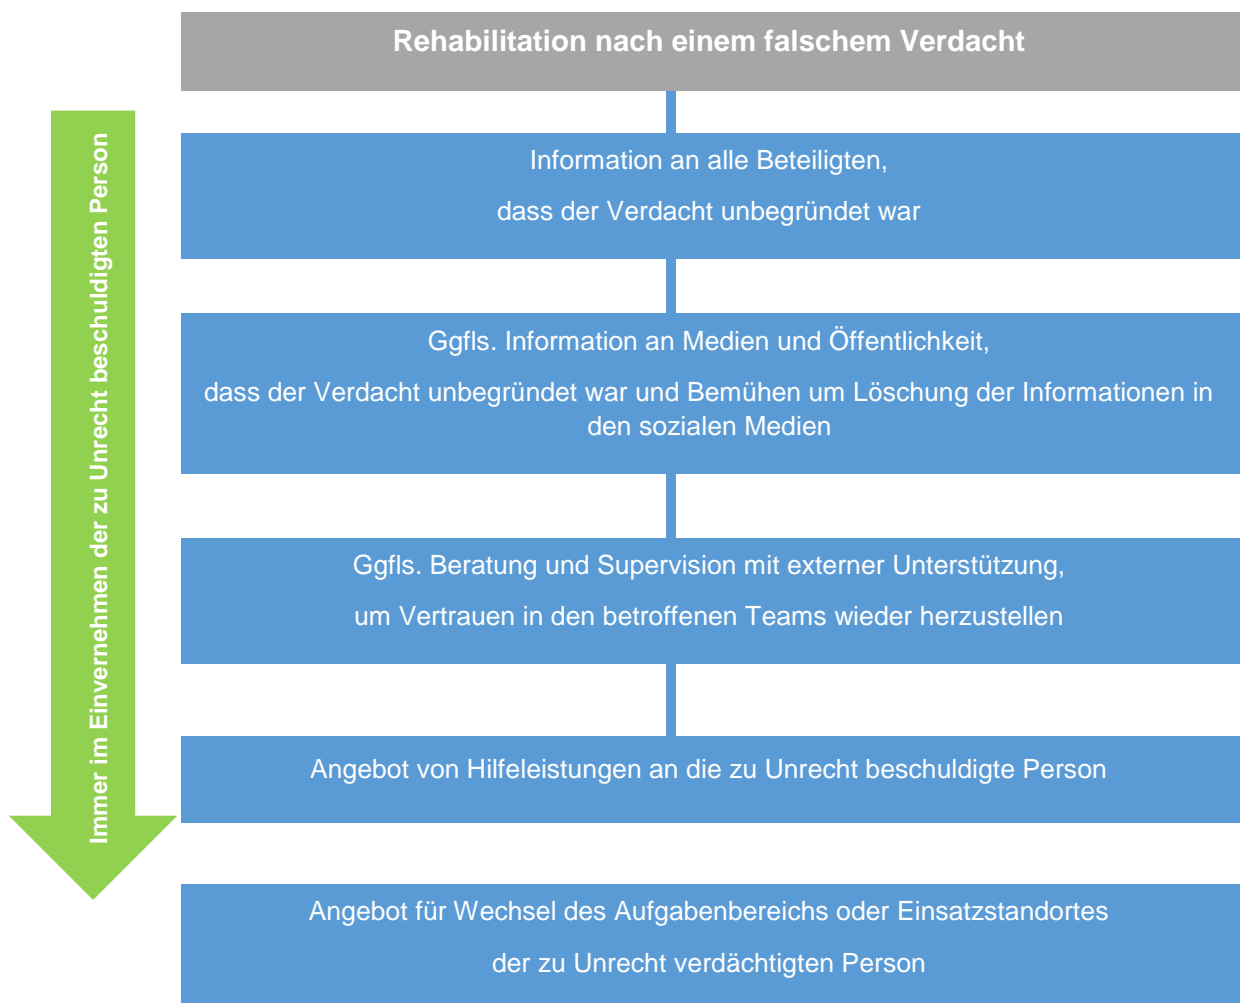 Rehabilitation nach einem falschem Verdacht
Immer im Einvernehmen der zu Unrecht beschuldigten Person
Information an alle Beteiligten,
dass der Verdacht unbegründet war
Ggfls. Information an Medien und Öffentlichkeit,
dass der Verdacht unbegründet war und Bemühen um Löschung der Informationen in
den sozialen Medien
Ggfls. Beratung und Supervision mit externer Unterstützung,
um Vertrauen in den betroffenen Teams wieder herzustellen
Angebot von Hilfeleistungen an die zu Unrecht beschuldigte Person
Angebot für Wechsel des Aufgabenbereichs oder Einsatzstandortes
der zu Unrecht verdächtigten Person